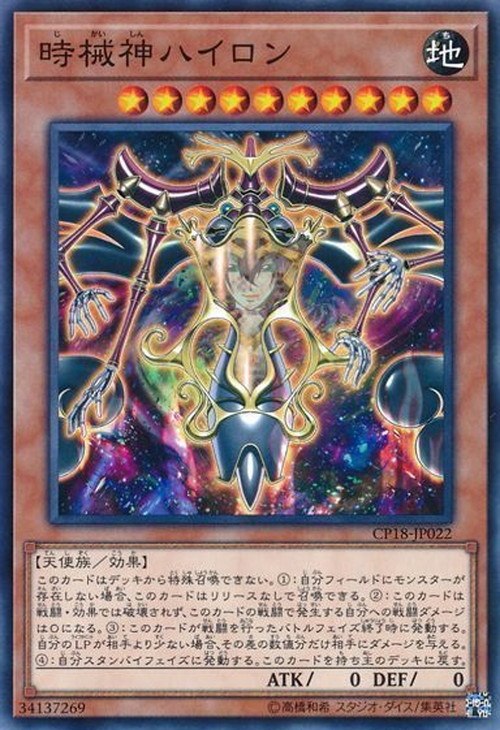 時械神ハイロン
地
CP18-JP022
【天使族／効果】
このカードはデッキから特殊召喚できない。①：自分フィールドにモンスターが
存在しない場合、このカードはリリースなしで召喚できる。②：このカードは
戦闘・効果では破壊されず、このカードの戦闘で発生する自分への戦闘ダメージ
は０になる。③：このカードが戦闘を行ったバトルフェイズ終了時に発動する。
自分のＬＰが相手より少ない場合、その差の数値分だけ相手にダメージを与える。
④：自分スタンバイフェイズに発動する。このカードを持ち主のデッキに戻す。
ATK/ 0 DEF/ 0
34137269 ©高橋和希 スタジオ・ダイス/集英社